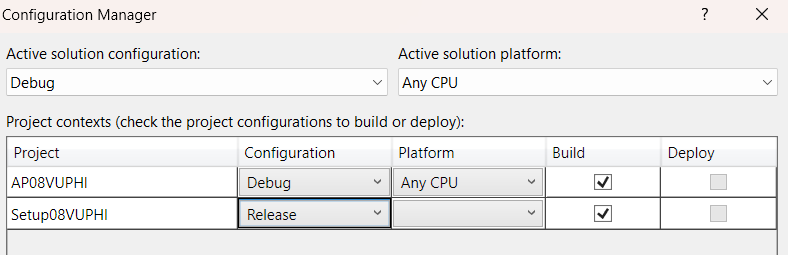 Configuration Manager ?
Active solution configuration: Active solution platform:
Debug Any CPU
Project contexts (check the project configurations to build or deploy):
Project Configuration Platform Build Deploy
AP08VUPHI Debug Any CPU
Setup08VUPHI Release